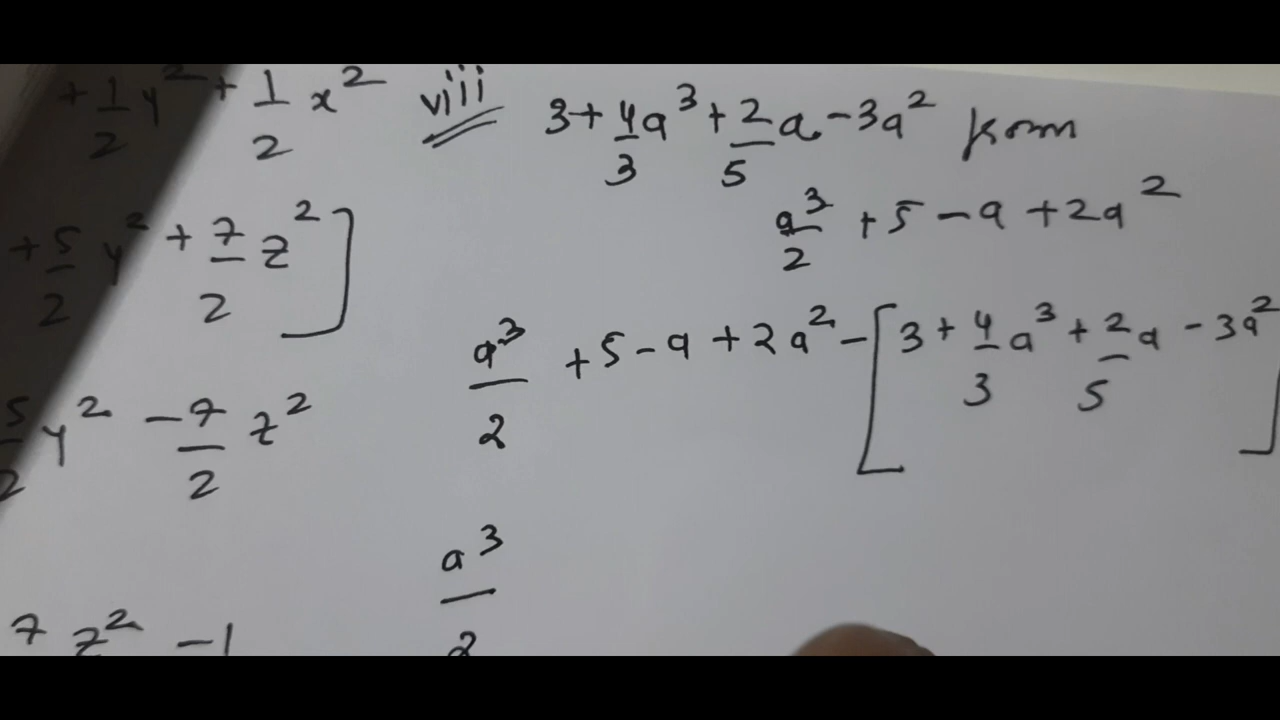 + 1/2 y² + 1/2 x²
+ 5/2 y² + 7/2 z² ]
5/2 y² - 7/2 z²
7 z² - 1
viii 3 + 4/3 a³ + 2/5 a - 3a² from
a³/2 + 5 - a + 2a²
a³/2 + 5 - a + 2a² - [ 3 + 4/3 a³ + 2/5 a - 3a² ]
a³/2